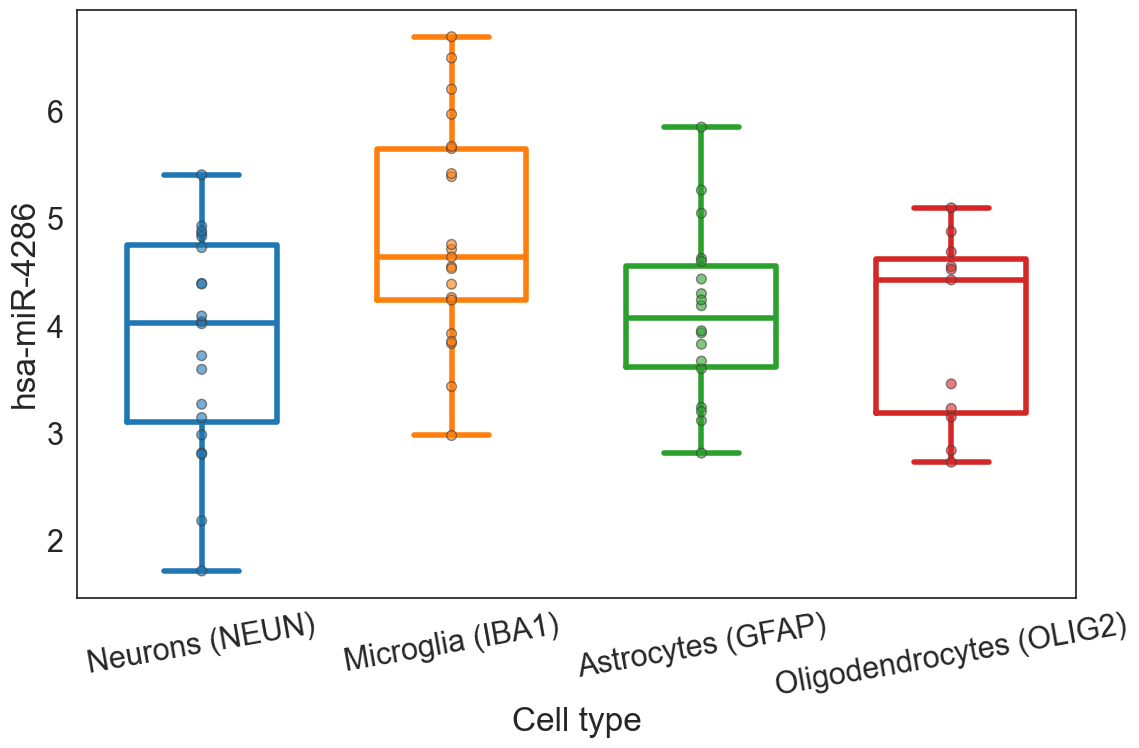 hsa-miR-4286
6
5
4
3
2
Neurons (NEUN)
Microglia (IBA1)
Astrocytes (GFAP)
Oligodendrocytes (OLIG2)
Cell type